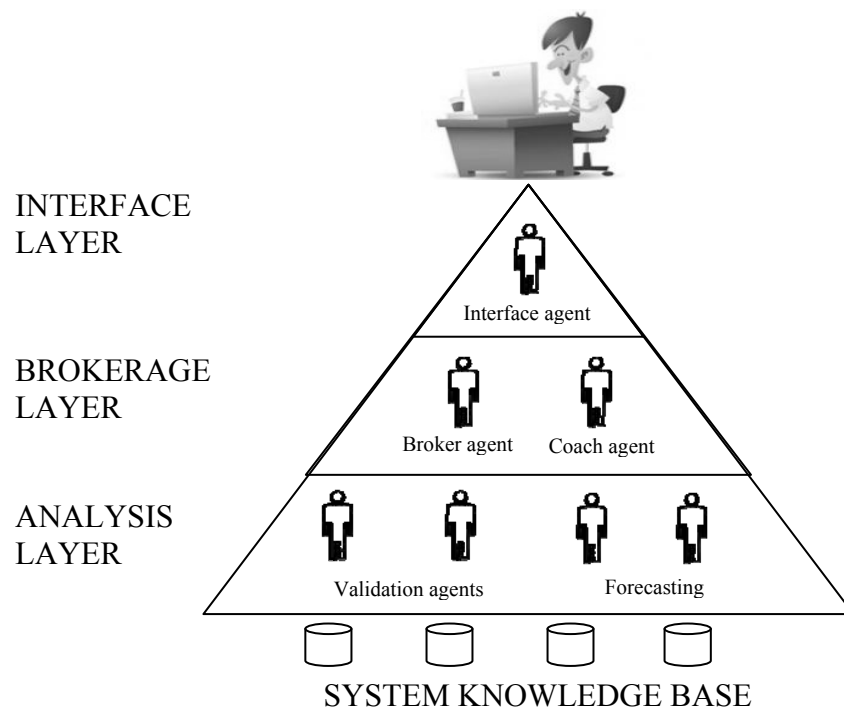 INTERFACE
LAYER
Interface agent
BROKERAGE
LAYER
Broker agent
Coach agent
ANALYSIS
LAYER
Validation agents
Forecasting
SYSTEM KNOWLEDGE BASE